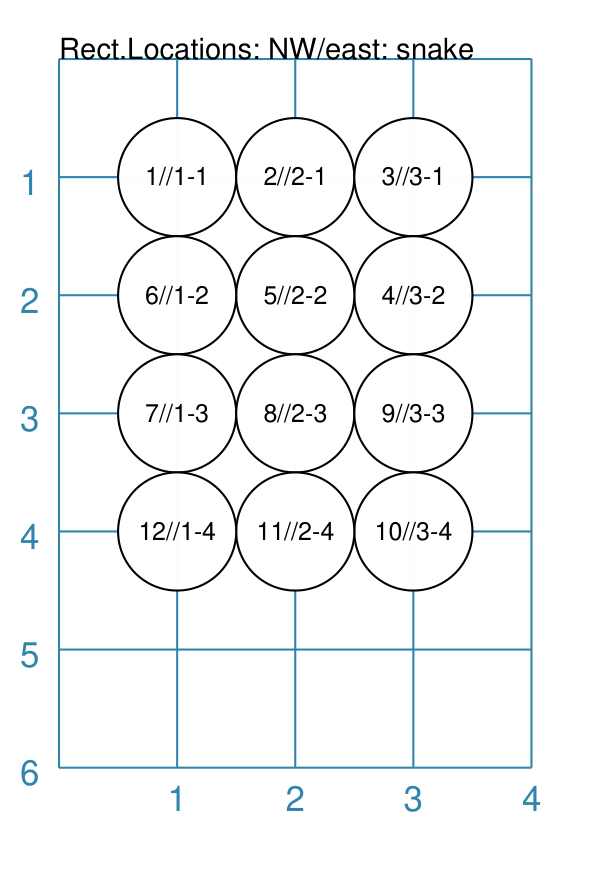 Rect.Locations: NW/east: snake
1 1//1-1 2//2-1 3//3-1
2 6//1-2 5//2-2 4//3-2
3 7//1-3 8//2-3 9//3-3
4 12//1-4 11//2-4 10//3-4
5
6
1 2 3 4